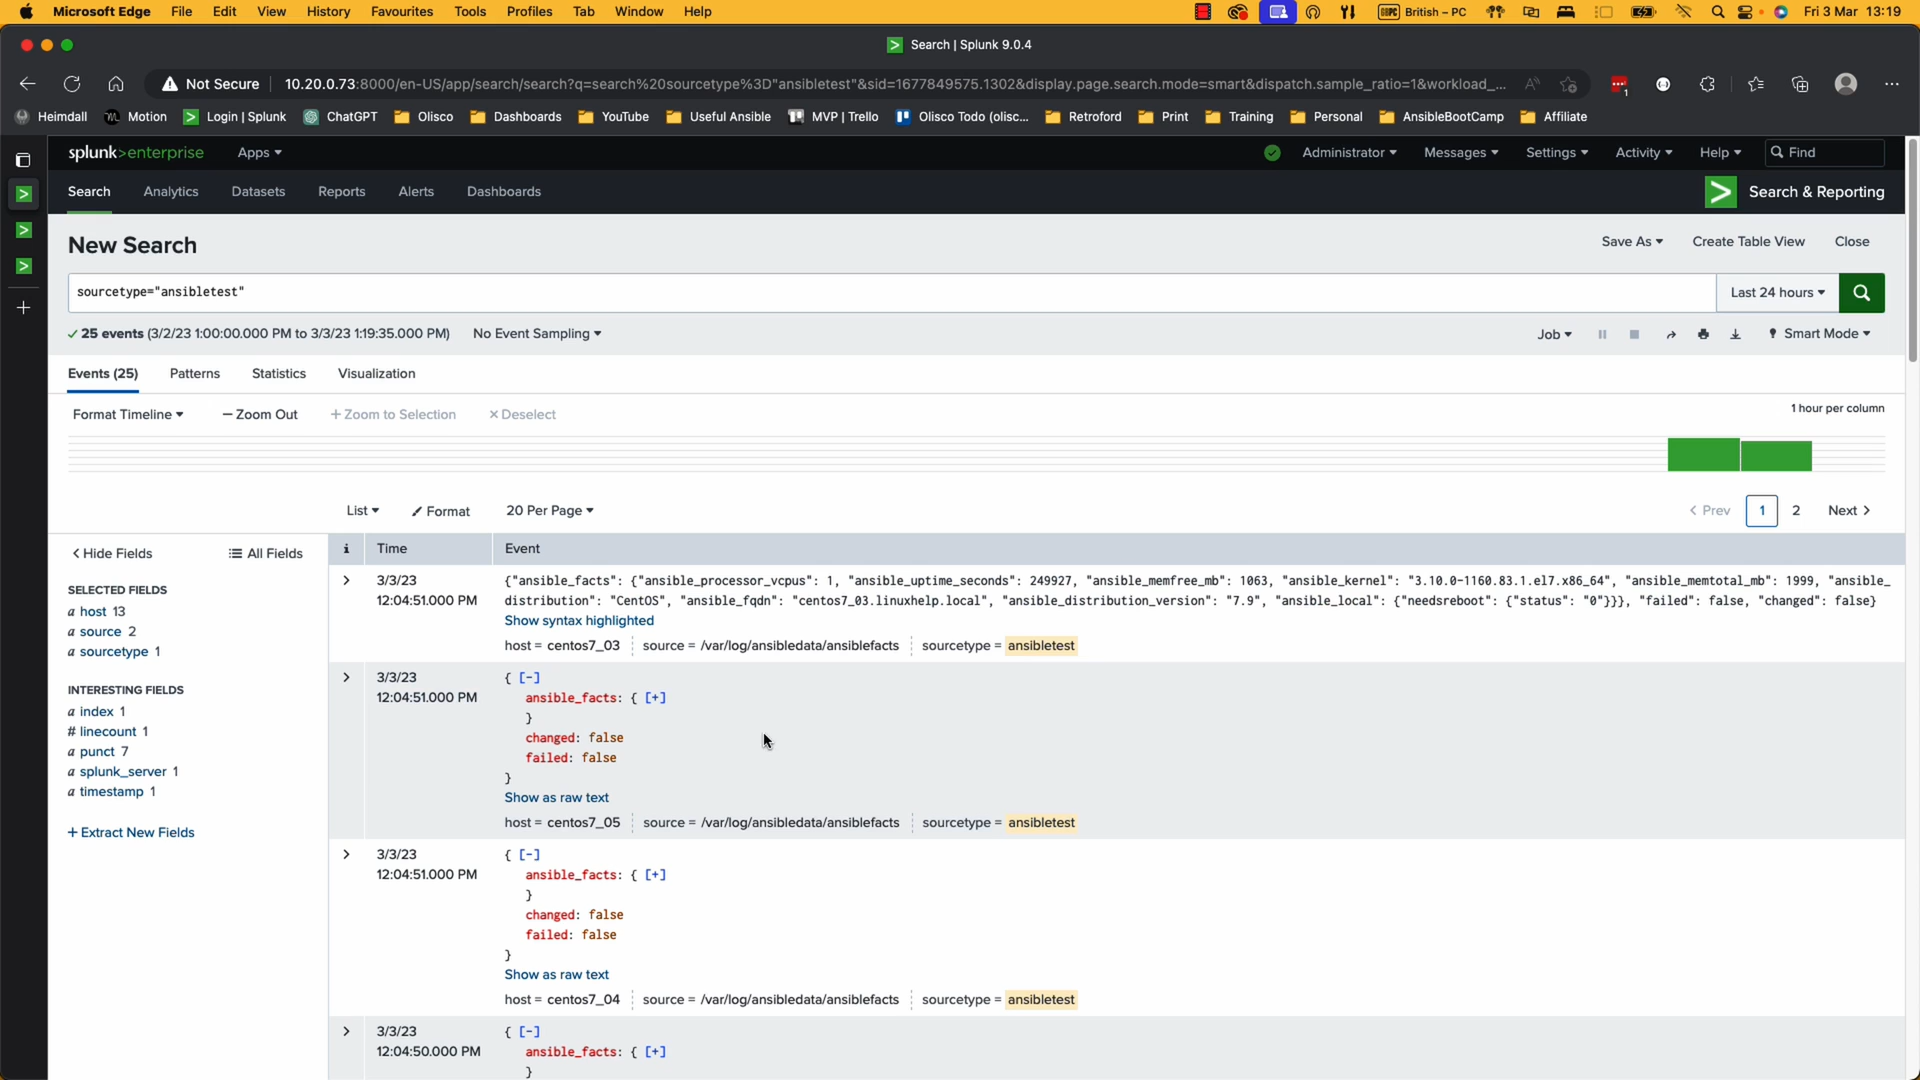 Microsoft Edge File Edit View History Favourites Tools Profiles Tab Window Help British – PC Fri 3 Mar 13:19
Search | Splunk 9.0.4
Not Secure 10.20.0.73:8000/en-US/app/search/search?q=search%20sourcetype%3D"ansibletest"&sid=1677849575.1302&display.page.search.mode=smart&dispatch.sample_ratio=1&workload_...
Heimdall Motion Login | Splunk ChatGPT Olisco Dashboards YouTube Useful Ansible MVP | Trello Olisco Todo (olisc... Retroford Print Training Personal AnsibleBootCamp Affiliate
splunk>enterprise Apps Administrator Messages Settings Activity Help Find
Search Analytics Datasets Reports Alerts Dashboards Search & Reporting
New Search Save As Create Table View Close
sourcetype="ansibletest" Last 24 hours
25 events (3/2/23 1:00:00.000 PM to 3/3/23 1:19:35.000 PM) No Event Sampling Job Smart Mode
Events (25) Patterns Statistics Visualization
Format Timeline — Zoom Out + Zoom to Selection × Deselect 1 hour per column
List Format 20 Per Page < Prev 1 2 Next >
< Hide Fields All Fields
SELECTED FIELDS
a host 13
a source 2
a sourcetype 1
INTERESTING FIELDS
a index 1
# linecount 1
a punct 7
a splunk_server 1
a timestamp 1
+ Extract New Fields
i Time Event
3/3/23
12:04:51.000 PM
{"ansible_facts": {"ansible_processor_vcpus": 1, "ansible_uptime_seconds": 249927, "ansible_memfree_mb": 1063, "ansible_kernel": "3.10.0-1160.83.1.el7.x86_64", "ansible_memtotal_mb": 1999, "ansible_
distribution": "CentOS", "ansible_fqdn": "centos7_03.linuxhelp.local", "ansible_distribution_version": "7.9", "ansible_local": {"needsreboot": {"status": "0"}}}, "failed": false, "changed": false}
Show syntax highlighted
host = centos7_03 source = /var/log/ansibledata/ansiblefacts sourcetype = ansibletest
3/3/23
12:04:51.000 PM
{ [-]
ansible_facts: { [+]
}
changed: false
failed: false
}
Show as raw text
host = centos7_05 source = /var/log/ansibledata/ansiblefacts sourcetype = ansibletest
3/3/23
12:04:51.000 PM
{ [-]
ansible_facts: { [+]
}
changed: false
failed: false
}
Show as raw text
host = centos7_04 source = /var/log/ansibledata/ansiblefacts sourcetype = ansibletest
3/3/23
12:04:50.000 PM
{ [-]
ansible_facts: { [+]
}